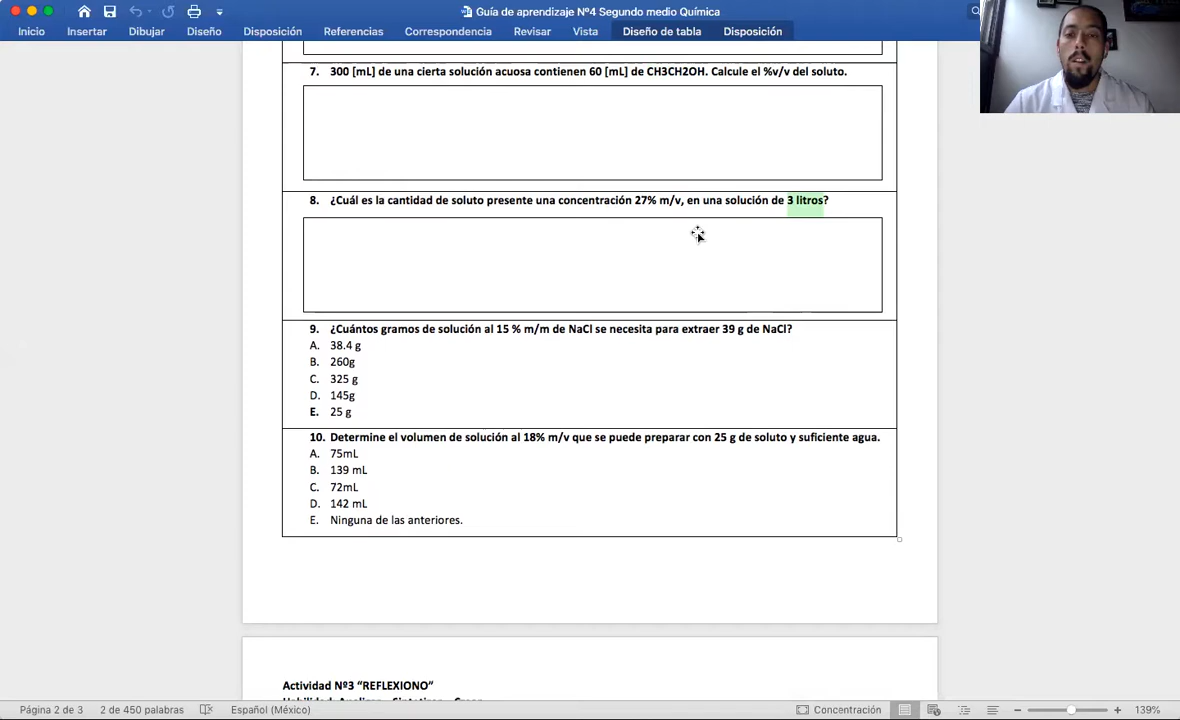 Guía de aprendizaje Nº4 Segundo medio Química
Inicio Insertar Dibujar Diseño Disposición Referencias Correspondencia Revisar Vista Diseño de tabla Disposición
7. 300 [mL] de una cierta solución acuosa contienen 60 [mL] de CH3CH2OH. Calcule el %v/v del soluto.
8. ¿Cuál es la cantidad de soluto presente una concentración 27% m/v, en una solución de 3 litros?
9. ¿Cuántos gramos de solución al 15 % m/m de NaCl se necesita para extraer 39 g de NaCl?
A. 38.4 g
B. 260g
C. 325 g
D. 145g
E. 25 g
10. Determine el volumen de solución al 18% m/v que se puede preparar con 25 g de soluto y suficiente agua.
A. 75mL
B. 139 mL
C. 72mL
D. 142 mL
E. Ninguna de las anteriores.
Actividad Nº3 “REFLEXIONO”
Página 2 de 3 2 de 450 palabras Español (México) Concentración 139%